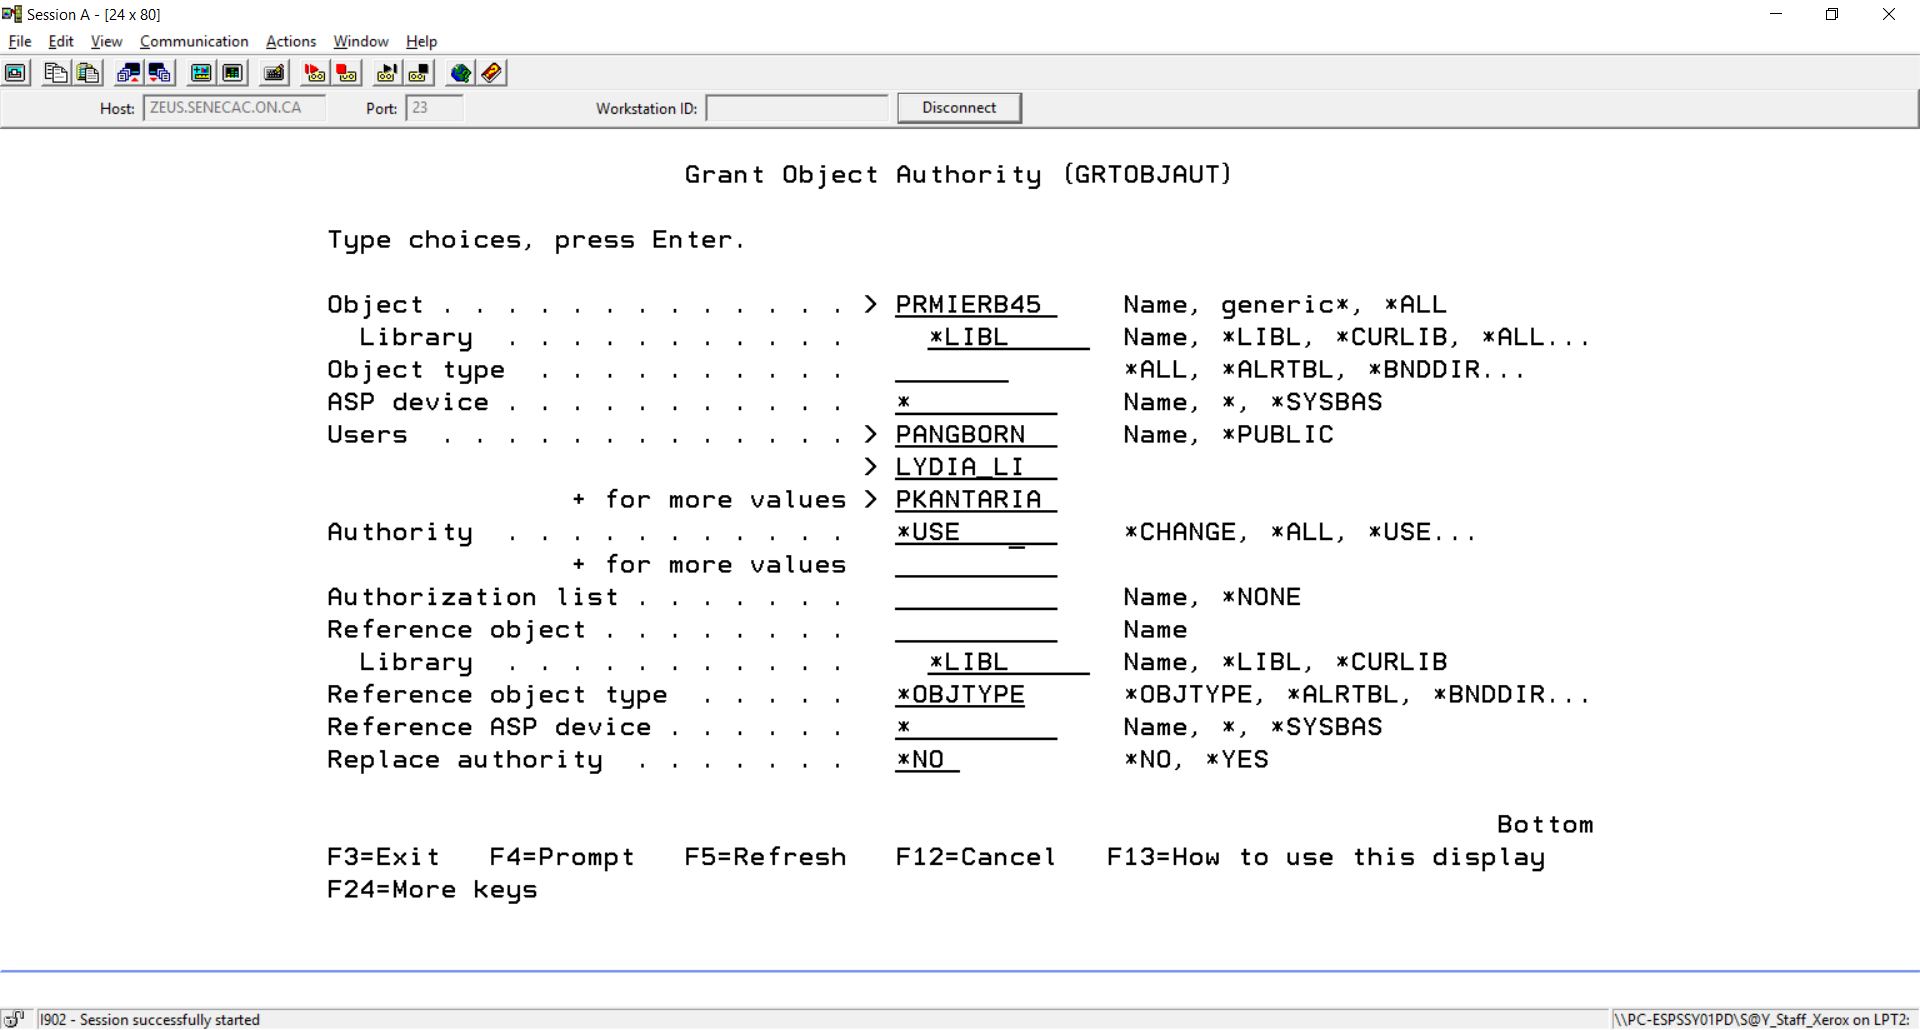 Session A - [24 x 80]
File Edit View Communication Actions Window Help
Host: ZEUS.SENECAC.ON.CA Port: 23 Workstation ID: Disconnect
Grant Object Authority (GRTOBJAUT)
Type choices, press Enter.
Object . . . . . . . . . . . . . > PRMIERB45 Name, generic*, *ALL
Library . . . . . . . . . . . *LIBL Name, *LIBL, *CURLIB, *ALL...
Object type . . . . . . . . . . *ALL, *ALRTBL, *BNDDIR...
ASP device . . . . . . . . . . . * Name, *, *SYSBAS
Users . . . . . . . . . . . . . > PANGBORN Name, *PUBLIC
> LYDIA_LI
+ for more values > PKANTARIA
Authority . . . . . . . . . . . *USE *CHANGE, *ALL, *USE...
+ for more values
Authorization list . . . . . . . Name, *NONE
Reference object . . . . . . . . Name
Library . . . . . . . . . . . *LIBL Name, *LIBL, *CURLIB
Reference object type . . . . . *OBJTYPE *OBJTYPE, *ALRTBL, *BNDDIR...
Reference ASP device . . . . . . * Name, *, *SYSBAS
Replace authority . . . . . . . *NO *NO, *YES
Bottom
F3=Exit F4=Prompt F5=Refresh F12=Cancel F13=How to use this display
F24=More keys
I902 - Session successfully started \\PC-ESPSSY01PD\S@Y_Staff_Xerox on LPT2: